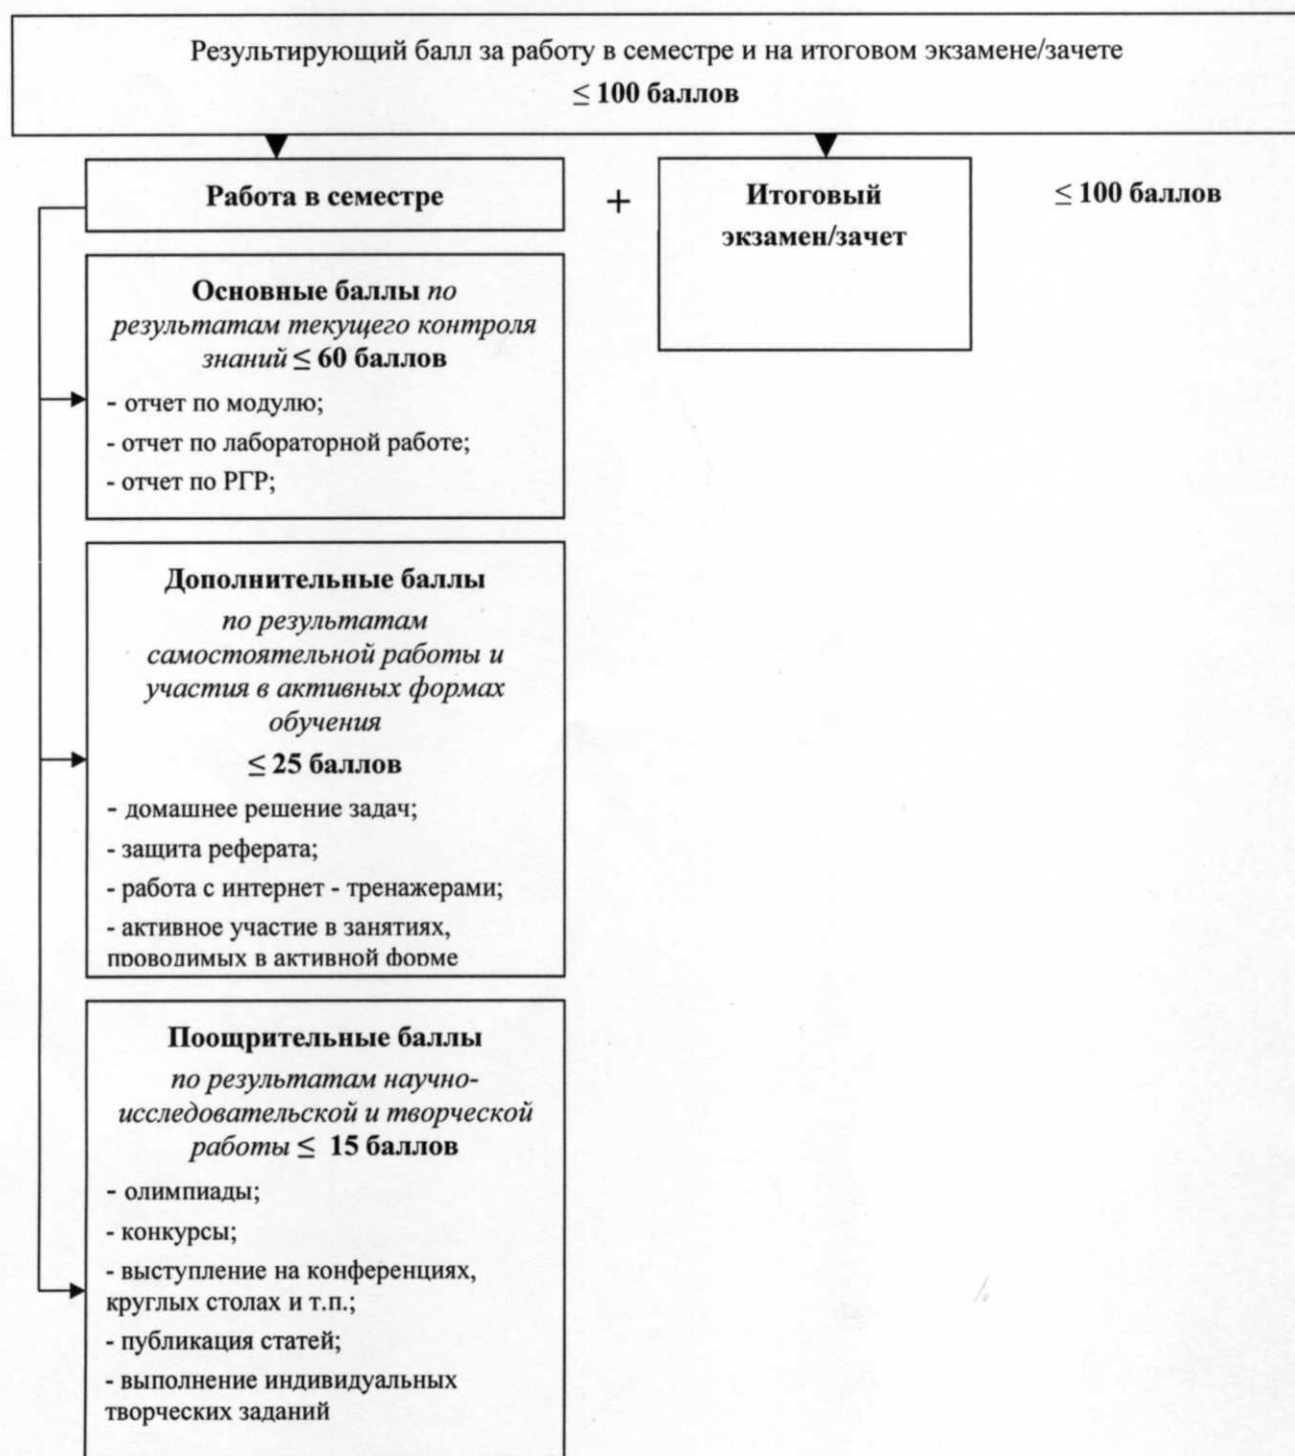 Результирующий балл за работу в семестре и на итоговом экзамене/зачете
≤ 100 баллов
Работа в семестре
+
Итоговый
экзамен/зачет
≤ 100 баллов
Основные баллы по
результатам текущего контроля
знаний ≤ 60 баллов
- отчет по модулю;
- отчет по лабораторной работе;
- отчет по РГР;
Дополнительные баллы
по результатам
самостоятельной работы и
участия в активных формах
обучения
≤ 25 баллов
- домашнее решение задач;
- защита реферата;
- работа с интернет - тренажерами;
- активное участие в занятиях,
проводимых в активной форме
Поощрительные баллы
по результатам научно-
исследовательской и творческой
работы ≤ 15 баллов
- олимпиады;
- конкурсы;
- выступление на конференциях,
круглых столах и т.п.;
- публикация статей;
- выполнение индивидуальных
творческих заданий